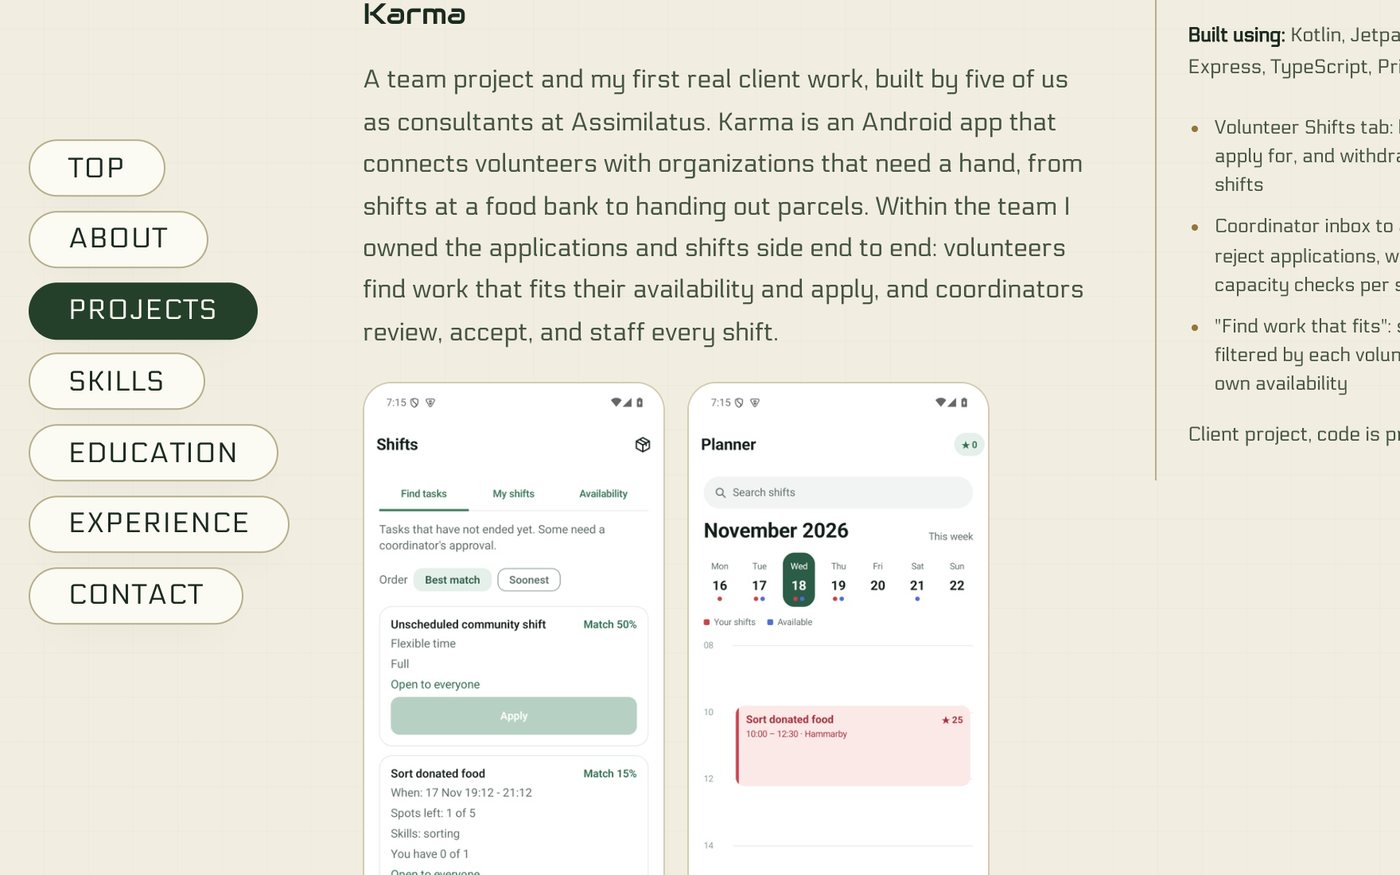 Karma
A team project and my first real client work, built by five of us
as consultants at Assimilatus. Karma is an Android app that
connects volunteers with organizations that need a hand, from
shifts at a food bank to handing out parcels. Within the team I
owned the applications and shifts side end to end: volunteers
find work that fits their availability and apply, and coordinators
review, accept, and staff every shift.
TOP
ABOUT
PROJECTS
SKILLS
EDUCATION
EXPERIENCE
CONTACT
7:15
Shifts
Find tasks My shifts Availability
Tasks that have not ended yet. Some need a
coordinator's approval.
Order Best match Soonest
Unscheduled community shift Match 50%
Flexible time
Full
Open to everyone
Apply
Sort donated food Match 15%
When: 17 Nov 19:12 - 21:12
Spots left: 1 of 5
Skills: sorting
You have 0 of 1
Open to everyone
7:15
Planner ★ 0
Search shifts
November 2026 This week
Mon Tue Wed Thu Fri Sat Sun
16 17 18 19 20 21 22
Your shifts Available
08
10
Sort donated food ★ 25
10:00 – 12:30 · Hammarby
12
14
Built using: Kotlin,
Express, TypeScript,
Volunteer Shifts tab:
apply for, and
shifts
Coordinator inbox to
reject applications,
capacity checks per
"Find work that fits":
filtered by each
own availability
Client project, code is